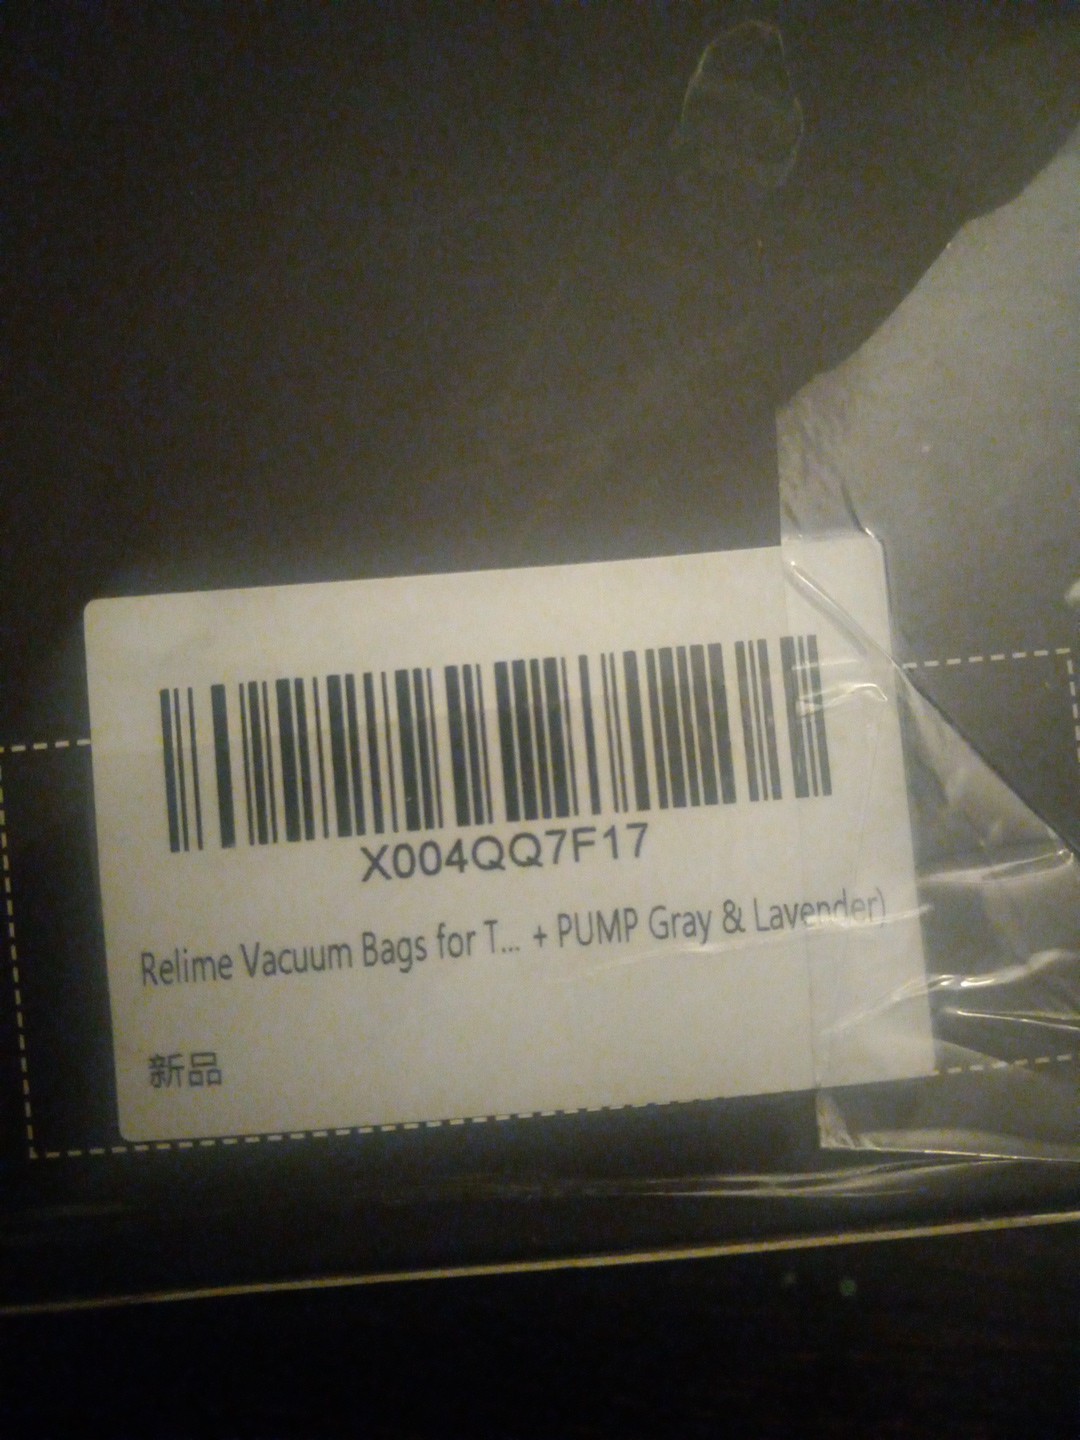 X004QQ7F17
Relime Vacuum Bags for T... + PUMP Gray & Lavender)
新品